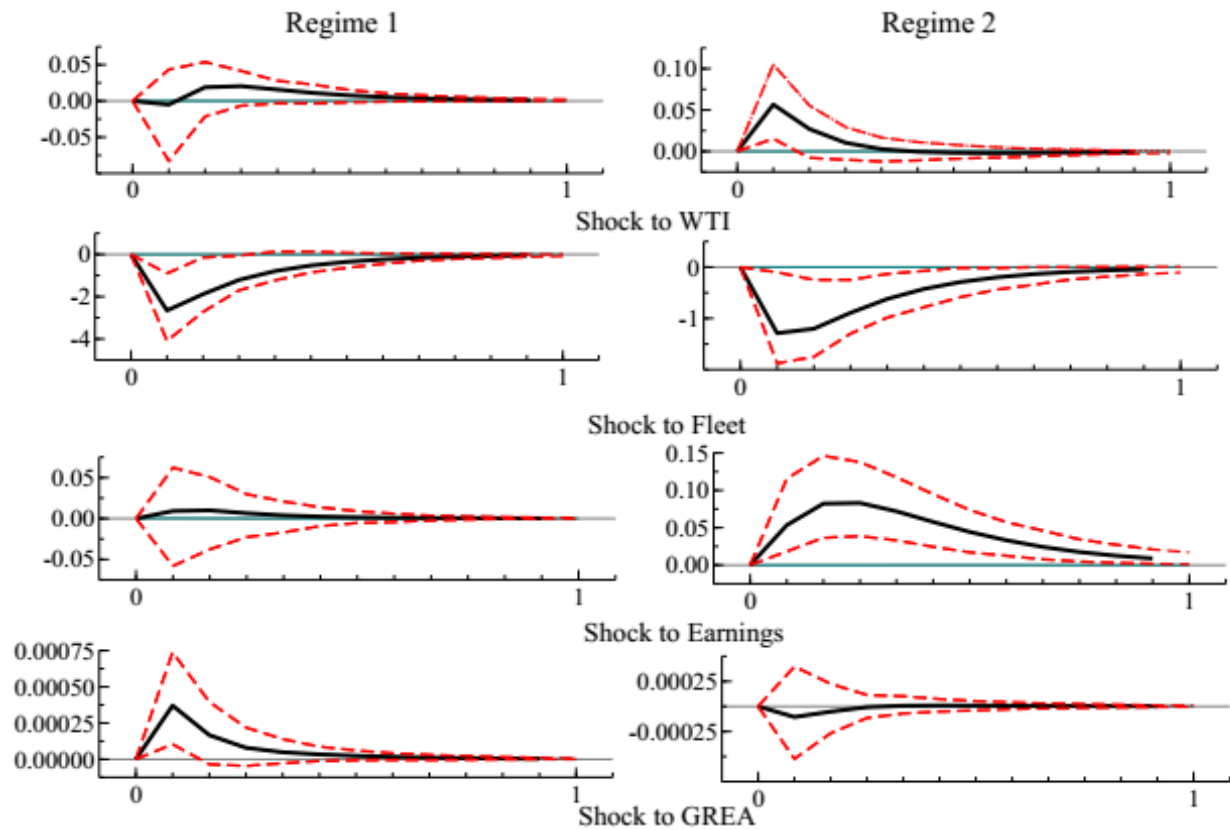 Regime 1 Regime 2
0.05 0.10
0.00 0.05
-0.05 0.00
0 1 0 1
Shock to WTI
0 0
-2 -1
-4
0 1 0 1
Shock to Fleet
0.05 0.15
0.00 0.10
-0.05 0.05
0.00
0 1 0 1
Shock to Earnings
0.00075
0.00050 0.00025
0.00025 -0.00025
0.00000
0 1 0 1
Shock to GREA